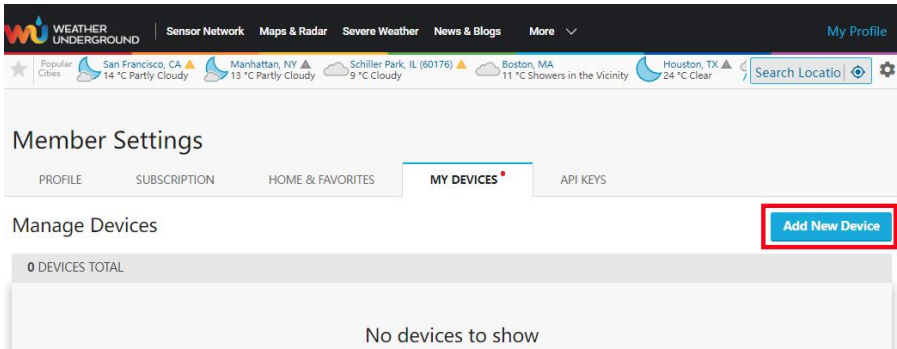 WEATHER
UNDERGROUND
Sensor Network Maps & Radar Severe Weather News & Blogs More
My Profile
Popular
Cities
San Francisco, CA
14 °C Partly Cloudy
Manhattan, NY
13 °C Partly Cloudy
Schiller Park, IL (60176)
9 °C Cloudy
Boston, MA
11 °C Showers in the Vicinity
Houston, TX
24 °C Clear
Search Locatio
Member Settings
PROFILE SUBSCRIPTION HOME & FAVORITES MY DEVICES API KEYS
Manage Devices
Add New Device
0 DEVICES TOTAL
No devices to show